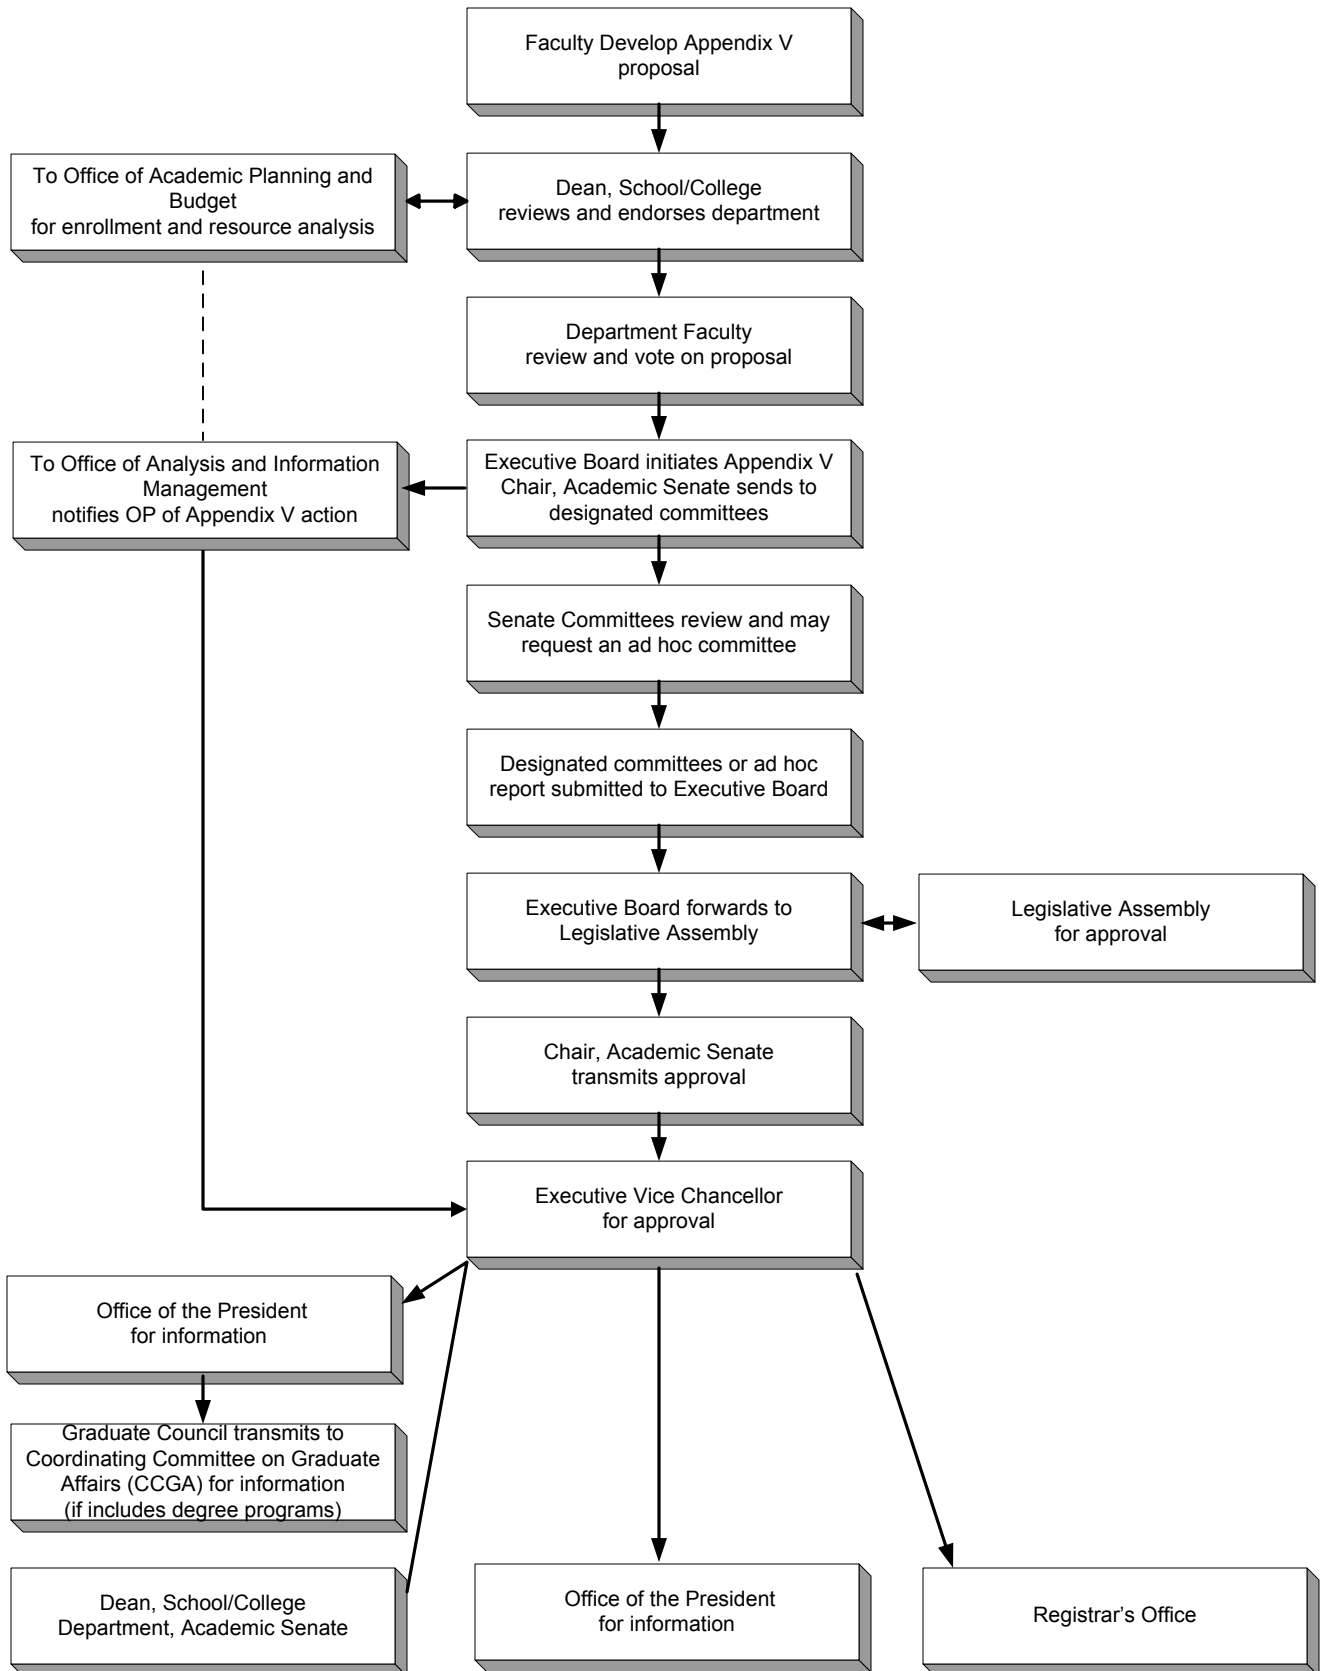 Faculty Develop Appendix V
proposal
To Office of Academic Planning and
Budget
for enrollment and resource analysis
Dean, School/College
reviews and endorses department
Department Faculty
review and vote on proposal
To Office of Analysis and Information
Management
notifies OP of Appendix V action
Executive Board initiates Appendix V
Chair, Academic Senate sends to
designated committees
Senate Committees review and may
request an ad hoc committee
Designated committees or ad hoc
report submitted to Executive Board
Executive Board forwards to
Legislative Assembly
Legislative Assembly
for approval
Chair, Academic Senate
transmits approval
Executive Vice Chancellor
for approval
Office of the President
for information
Graduate Council transmits to
Coordinating Committee on Graduate
Affairs (CCGA) for information
(if includes degree programs)
Dean, School/College
Department, Academic Senate
Office of the President
for information
Registrar's Office